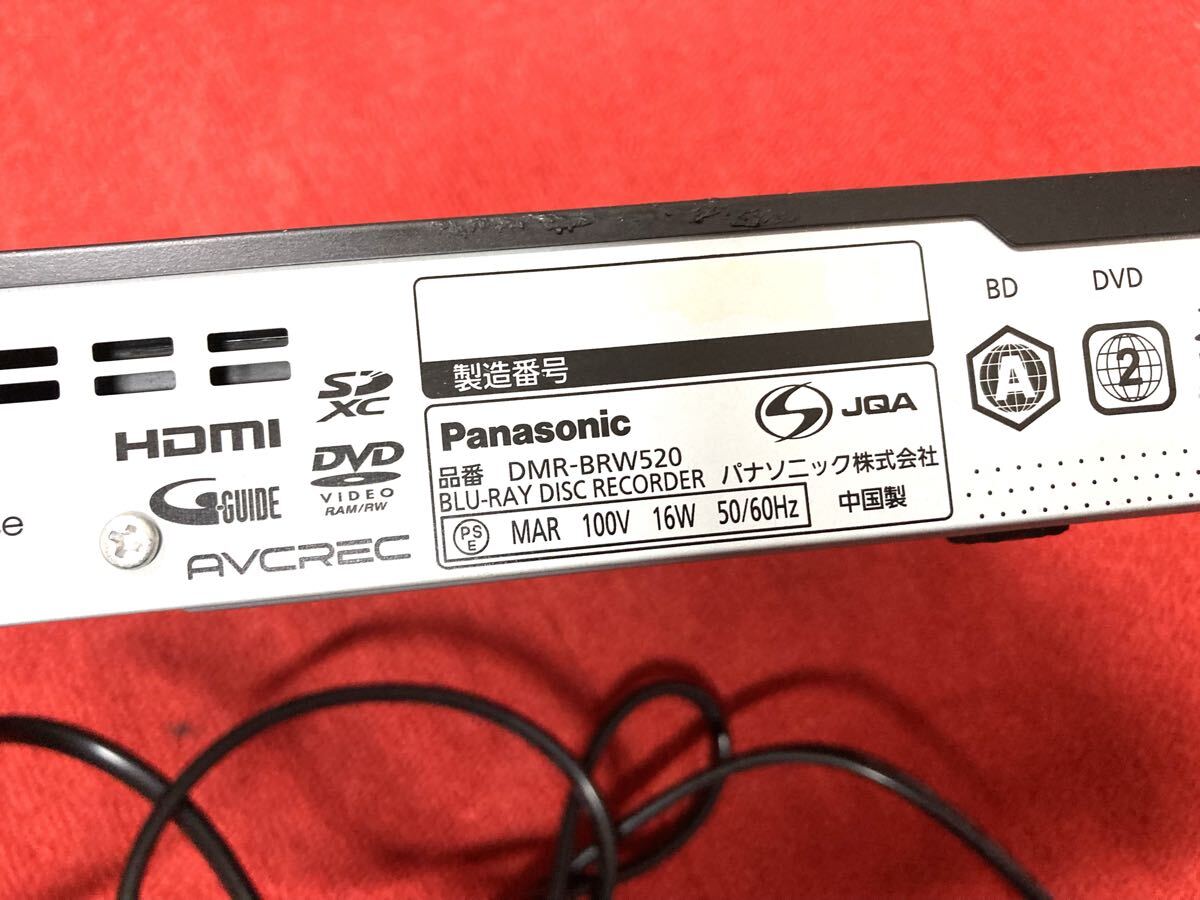 製造番号
Panasonic
JQA
品番 DMR-BRW520
BLU-RAY DISC RECORDER パナソニック株式会社
PS
E
MAR 100V 16W 50/60Hz
中国製
SD
XC
HDMI
DVD
VIDEO
RAM/RW
G-GUIDE
AVCREC
BD
DVD
A
2